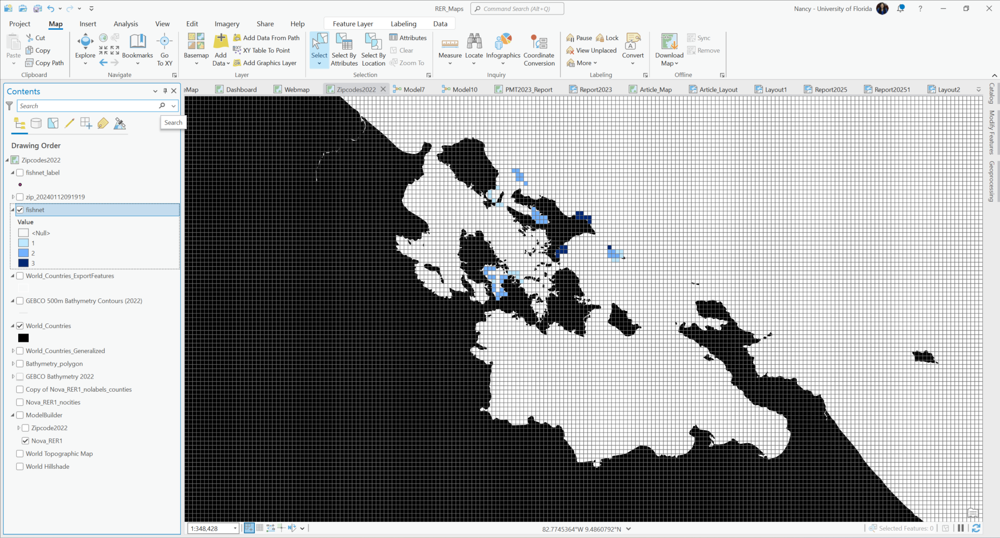 RER_Maps
Command Search (Alt+Q)
Nancy - University of Florida
?
Project Map Insert Analysis View Edit Imagery Share Help Feature Layer Labeling Data
Paste
Cut
Copy
Copy Path
Clipboard
Explore
Bookmarks
Go To XY
Navigate
Basemap
Add Data
Add Data From Path
XY Table To Point
Add Graphics Layer
Layer
Select
Select By Attributes
Select By Location
Attributes
Clear
Zoom To
Selection
Measure
Locate
Infographics
Coordinate Conversion
Inquiry
Pause
Lock
View Unplaced
More
Convert
Labeling
Download Map
Sync
Remove
Offline
eMap Dashboard Webmap Zipcodes2022 Model7 Model10 PMT2023_Report Report2023 Article_Map Article_Layout Layout1 Report2025 Report20251 Layout2
Contents
Search
Search
Drawing Order
Zipcodes2022
fishnet_label
zip_20240112091919
fishnet
Value
<Null>
1
2
3
World_Countries_ExportFeatures
GEBCO 500m Bathymetry Contours (2022)
World_Countries
World_Countries_Generalized
Bathymetry_polygon
GEBCO Bathymetry 2022
Copy of Nova_RER1_nolabels_counties
Nova_RER1_nocities
ModelBuilder
Zipcode2022
Nova_RER1
World Topographic Map
World Hillshade
Catalog
Modify Features
Geoprocessing
1:348,428
82.7745364°W 9.4860792°N
Selected Features: 0